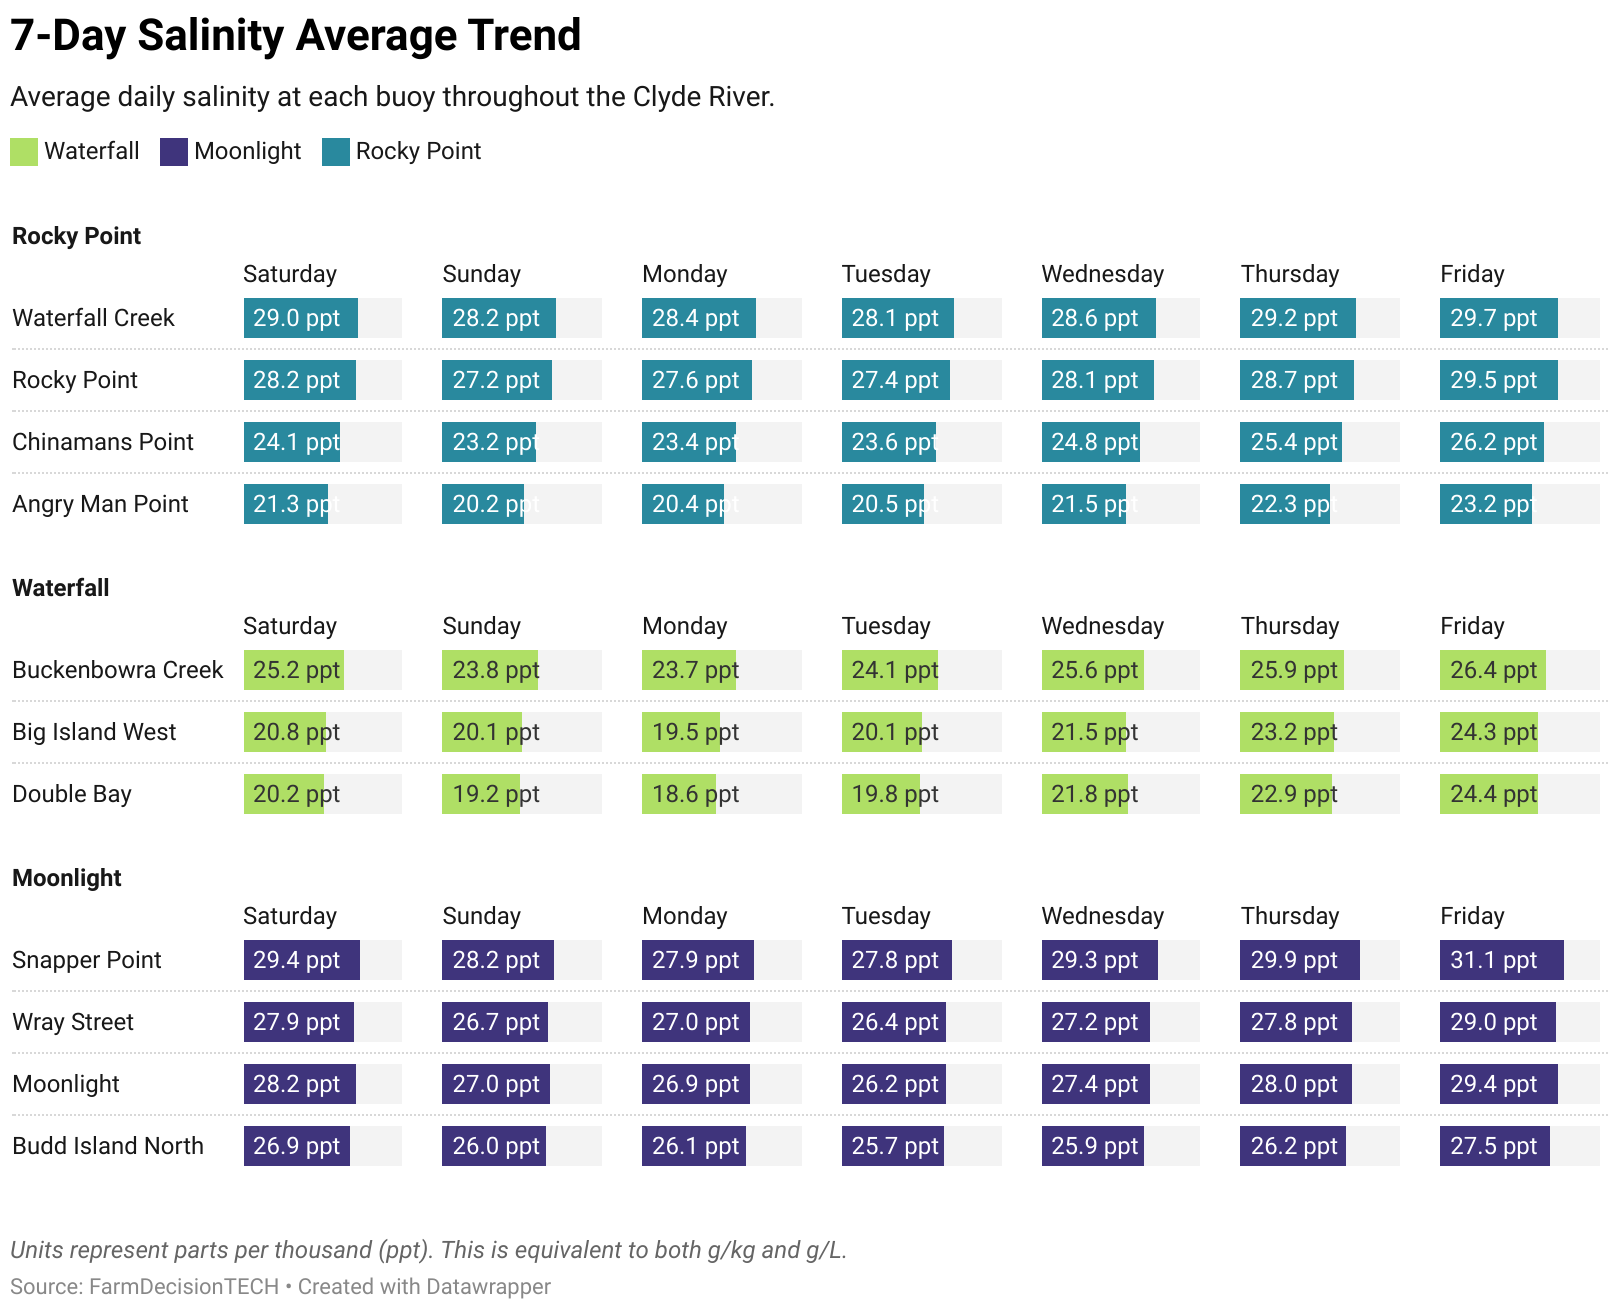 7-Day Salinity Average Trend
Average daily salinity at each buoy throughout the Clyde River.
Waterfall Moonlight Rocky Point
Rocky Point
Saturday Sunday Monday Tuesday Wednesday Thursday Friday
Waterfall Creek 29.0 ppt 28.2 ppt 28.4 ppt 28.1 ppt 28.6 ppt 29.2 ppt 29.7 ppt
Rocky Point 28.2 ppt 27.2 ppt 27.6 ppt 27.4 ppt 28.1 ppt 28.7 ppt 29.5 ppt
Chinamans Point 24.1 ppt 23.2 ppt 23.4 ppt 23.6 ppt 24.8 ppt 25.4 ppt 26.2 ppt
Angry Man Point 21.3 ppt 20.2 ppt 20.4 ppt 20.5 ppt 21.5 ppt 22.3 ppt 23.2 ppt
Waterfall
Saturday Sunday Monday Tuesday Wednesday Thursday Friday
Buckenbowra Creek 25.2 ppt 23.8 ppt 23.7 ppt 24.1 ppt 25.6 ppt 25.9 ppt 26.4 ppt
Big Island West 20.8 ppt 20.1 ppt 19.5 ppt 20.1 ppt 21.5 ppt 23.2 ppt 24.3 ppt
Double Bay 20.2 ppt 19.2 ppt 18.6 ppt 19.8 ppt 21.8 ppt 22.9 ppt 24.4 ppt
Moonlight
Saturday Sunday Monday Tuesday Wednesday Thursday Friday
Snapper Point 29.4 ppt 28.2 ppt 27.9 ppt 27.8 ppt 29.3 ppt 29.9 ppt 31.1 ppt
Wray Street 27.9 ppt 26.7 ppt 27.0 ppt 26.4 ppt 27.2 ppt 27.8 ppt 29.0 ppt
Moonlight 28.2 ppt 27.0 ppt 26.9 ppt 26.2 ppt 27.4 ppt 28.0 ppt 29.4 ppt
Budd Island North 26.9 ppt 26.0 ppt 26.1 ppt 25.7 ppt 25.9 ppt 26.2 ppt 27.5 ppt
Units represent parts per thousand (ppt). This is equivalent to both g/kg and g/L.
Source: FarmDecisionTECH • Created with Datawrapper